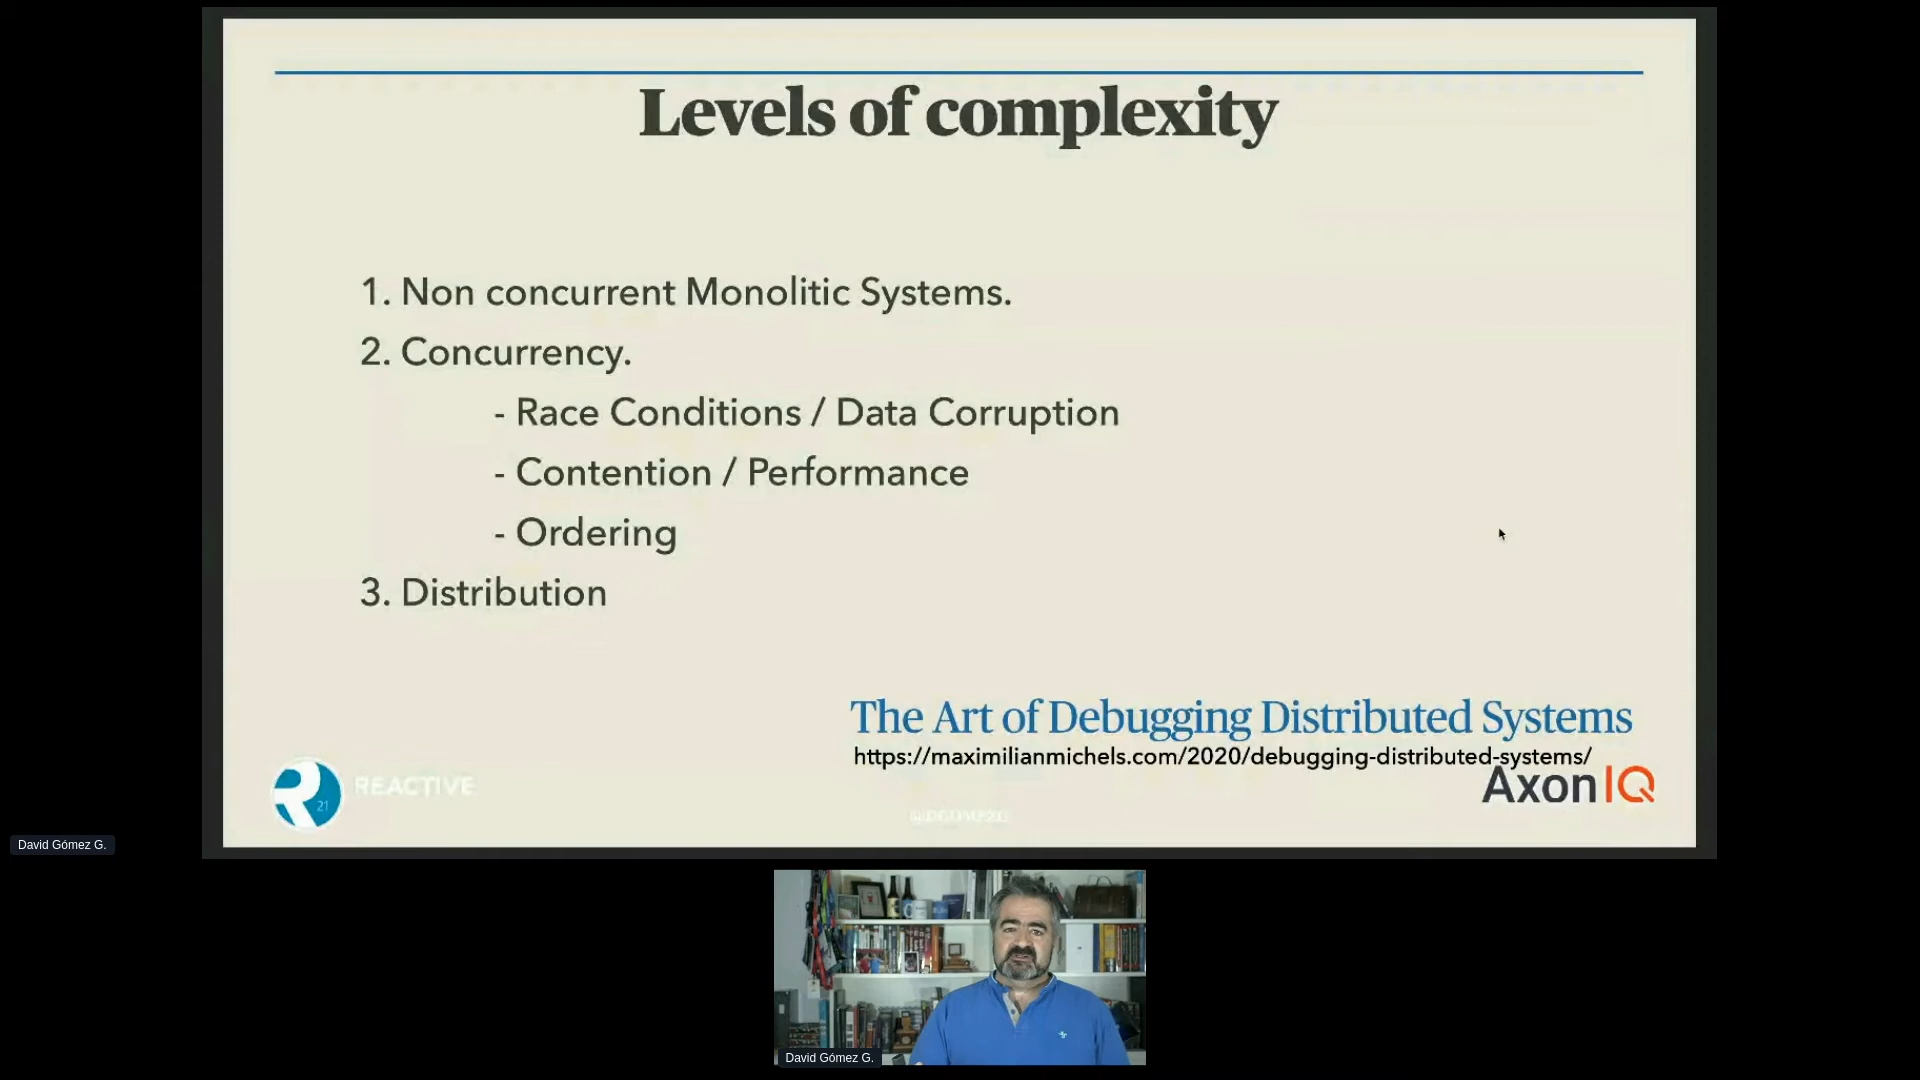 Levels of complexity
1. Non concurrent Monolitic Systems.
2. Concurrency.
- Race Conditions / Data Corruption
- Contention / Performance
- Ordering
3. Distribution
The Art of Debugging Distributed Systems
https://maximilianmichels.com/2020/debugging-distributed-systems/
R 21 REACTIVE
AxonIQ
David Gómez G.
David Gómez G.